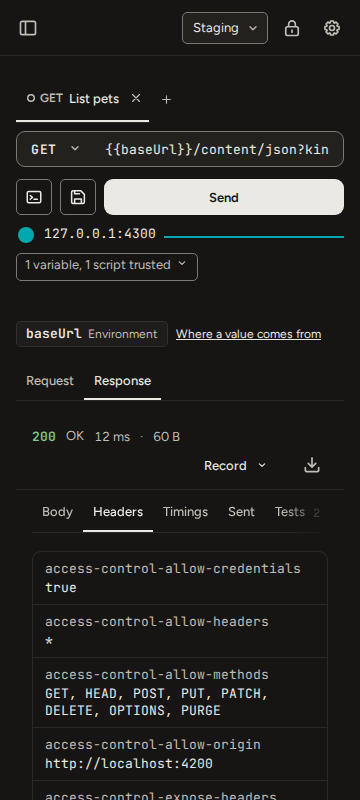 Staging
GET List pets
GET {{baseUrl}}/content/json?kin
Send
127.0.0.1:4300
1 variable, 1 script trusted
baseUrl Environment Where a value comes from
Request Response
200 OK 12 ms · 60 B
Record
Body Headers Timings Sent Tests 2
access-control-allow-credentials
true
access-control-allow-headers
*
access-control-allow-methods
GET, HEAD, POST, PUT, PATCH,
DELETE, OPTIONS, PURGE
access-control-allow-origin
http://localhost:4200
access-control-expose-headers